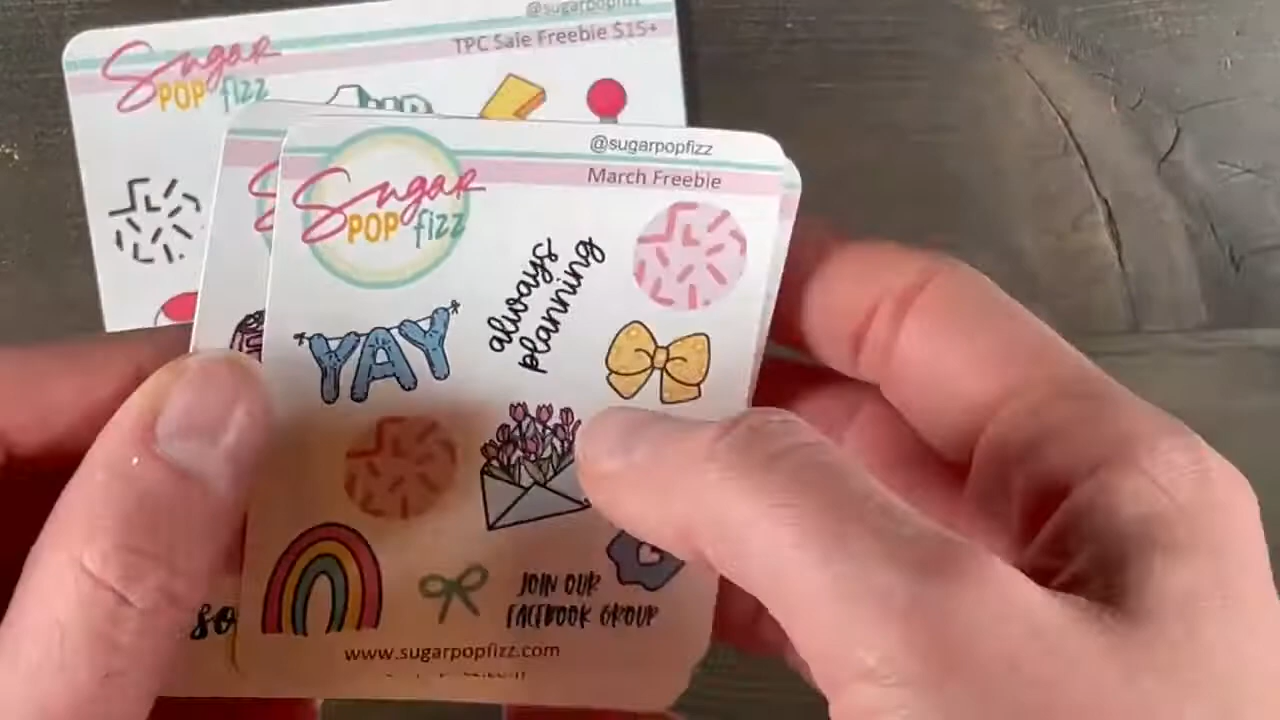 @sugarpopfizz
TPC Sale Freebie $15+
Sugar
POP fizz
@sugarpopfizz
March Freebie
Sugar
POP fizz
always
planning
YAY
JOIN OUR
FACEBOOK GROUP
so
www.sugarpopfizz.com